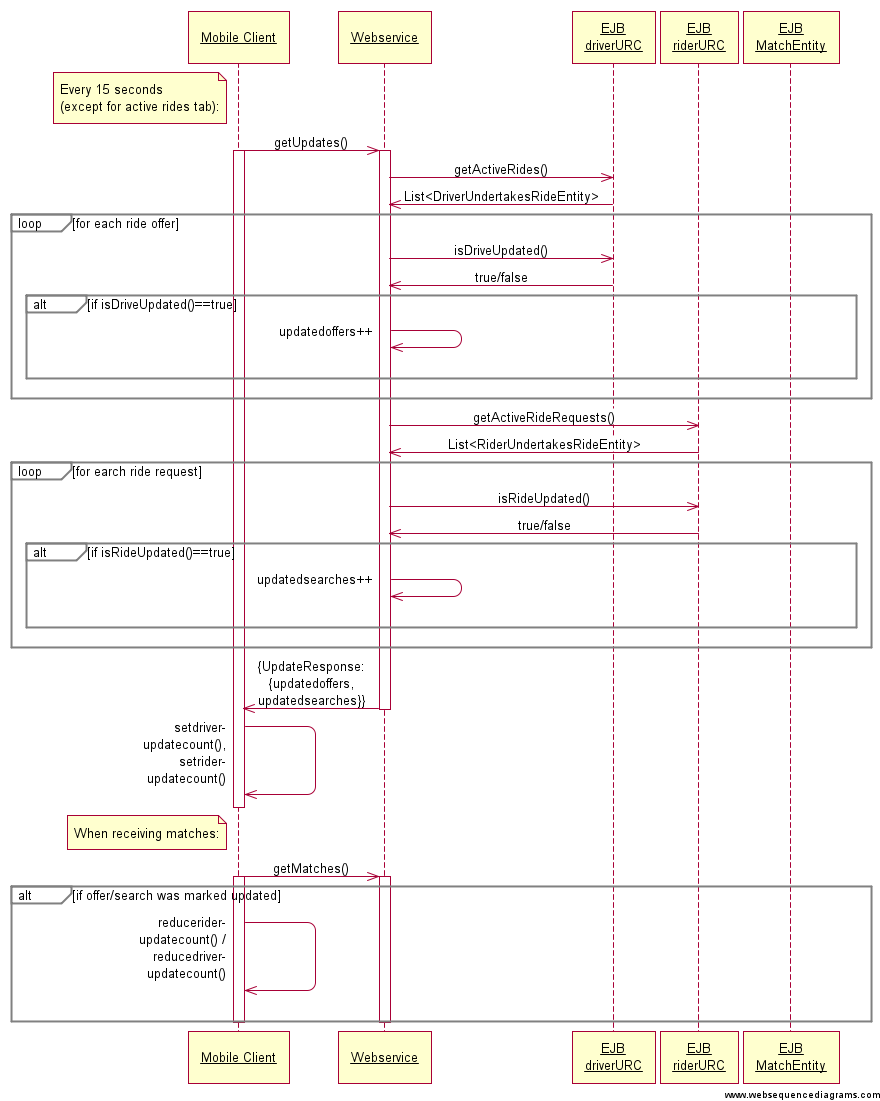 Mobile Client
Webservice
EJB
driverURC
EJB
riderURC
EJB
MatchEntity
Every 15 seconds
(except for active rides tab):
getUpdates()
getActiveRides()
List<DriverUndertakesRideEntity>
loop
[for each ride offer]
isDriveUpdated()
true/false
alt
[if isDriveUpdated()==true]
updatedoffers++
getActiveRideRequests()
List<RiderUndertakesRideEntity>
loop
[for earch ride request]
isRideUpdated()
true/false
alt
[if isRideUpdated()==true]
updatedsearches++
{UpdateResponse:
{updatedoffers,
updatedsearches}}
setdriver-
updatecount(),
setrider-
updatecount()
When receiving matches:
getMatches()
alt
[if offer/search was marked updated]
reducerider-
updatecount() /
reducedriver-
updatecount()
Mobile Client
Webservice
EJB
driverURC
EJB
riderURC
EJB
MatchEntity
www.websequencediagrams.com